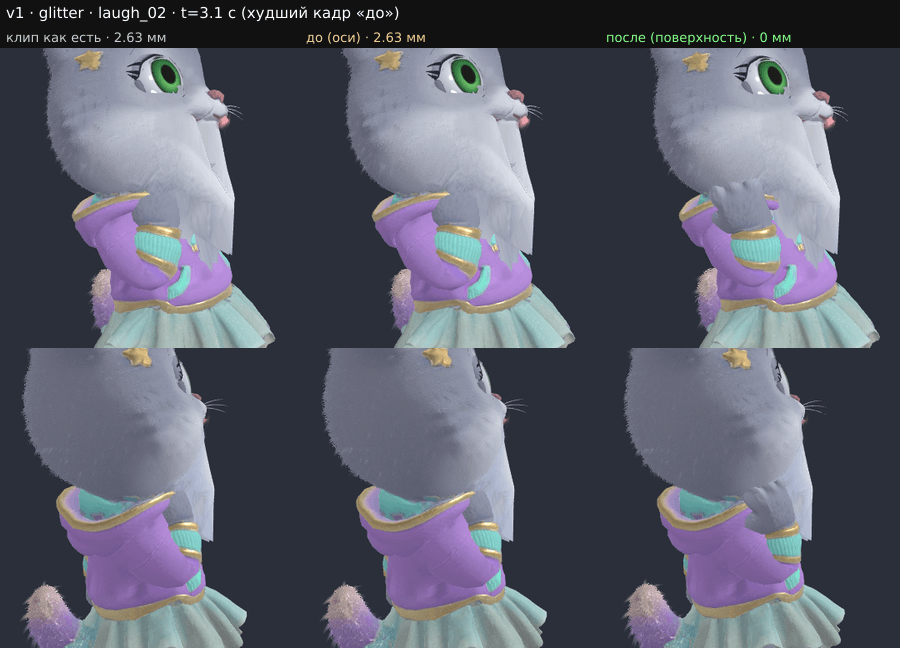 v1 · glitter · laugh_02 · t=3.1 с (худший кадр «до»)
клип как есть · 2.63 мм
до (оси) · 2.63 мм
после (поверхность) · 0 мм